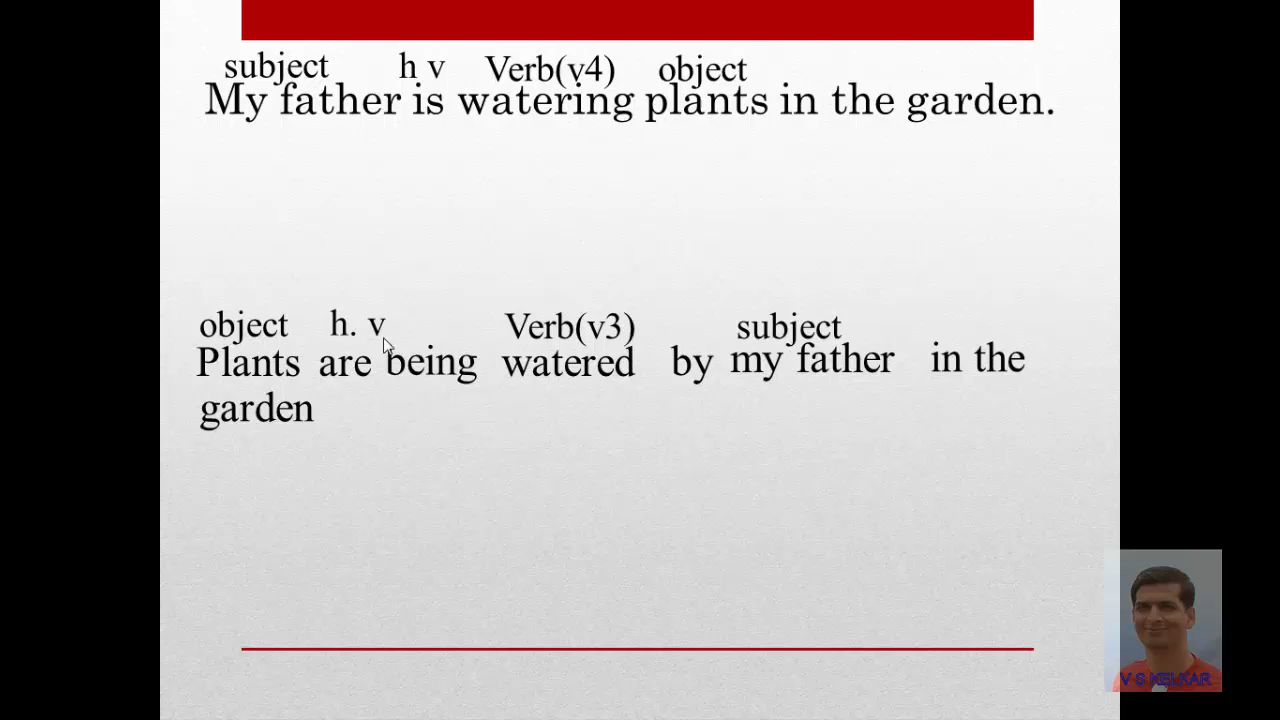 subject h v Verb(v4) object
My father is watering plants in the garden.
object h. v Verb(v3) subject
Plants are being watered by my father in the
garden
V S KELKAR